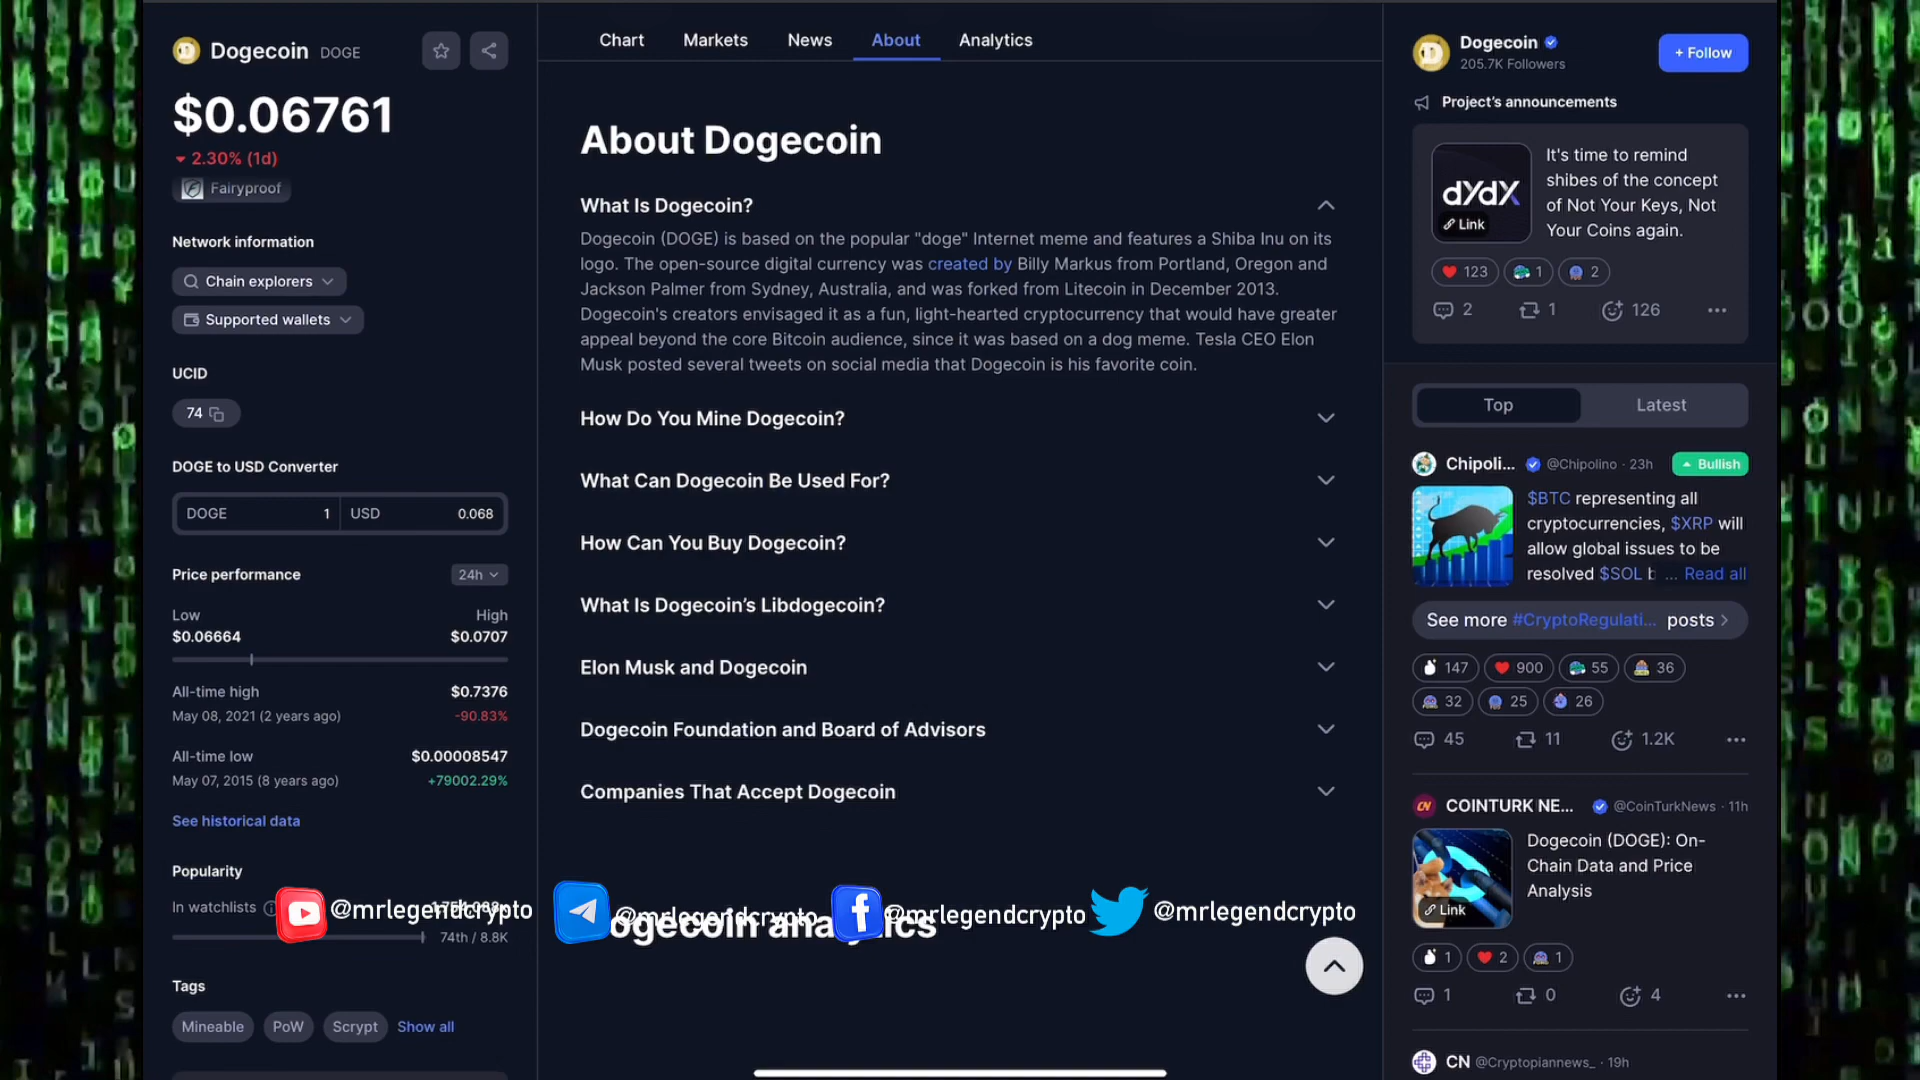 Dogecoin DOGE
$0.06761
2.30% (1d)
Fairyproof
Network information
Chain explorers
Supported wallets
UCID
74
DOGE to USD Converter
DOGE 1 USD 0.068
Price performance 24h
Low High
$0.06664 $0.0707
All-time high $0.7376
May 08, 2021 (2 years ago) -90.83%
All-time low $0.00008547
May 07, 2015 (8 years ago) +79002.29%
See historical data
Popularity
In watchlists
74th / 8.8K
Tags
Mineable PoW Scrypt Show all
Chart Markets News About Analytics
About Dogecoin
What Is Dogecoin?
Dogecoin (DOGE) is based on the popular "doge" Internet meme and features a Shiba Inu on its
logo. The open-source digital currency was created by Billy Markus from Portland, Oregon and
Jackson Palmer from Sydney, Australia, and was forked from Litecoin in December 2013.
Dogecoin's creators envisaged it as a fun, light-hearted cryptocurrency that would have greater
appeal beyond the core Bitcoin audience, since it was based on a dog meme. Tesla CEO Elon
Musk posted several tweets on social media that Dogecoin is his favorite coin.
How Do You Mine Dogecoin?
What Can Dogecoin Be Used For?
How Can You Buy Dogecoin?
What Is Dogecoin’s Libdogecoin?
Elon Musk and Dogecoin
Dogecoin Foundation and Board of Advisors
Companies That Accept Dogecoin
@mrlegendcrypto @mrlegendcrypto @mrlegendcrypto @mrlegendcrypto
Dogecoin
205.7K Followers
+ Follow
Project’s announcements
dYdX
Link
It's time to remind
shibes of the concept
of Not Your Keys, Not
Your Coins again.
123 1 2
2 1 126
Top Latest
Chipoli... @Chipolino · 23h Bullish
$BTC representing all
cryptocurrencies, $XRP will
allow global issues to be
resolved $SOL ... Read all
See more #CryptoRegulati... posts
147 900 55 36
32 25 26
45 11 1.2K
CN COINTURK NE... @CoinTurkNews · 11h
Link
Dogecoin (DOGE): On-
Chain Data and Price
Analysis
1 2 1
1 0 4
CN @Cryptopiannews_ · 19h